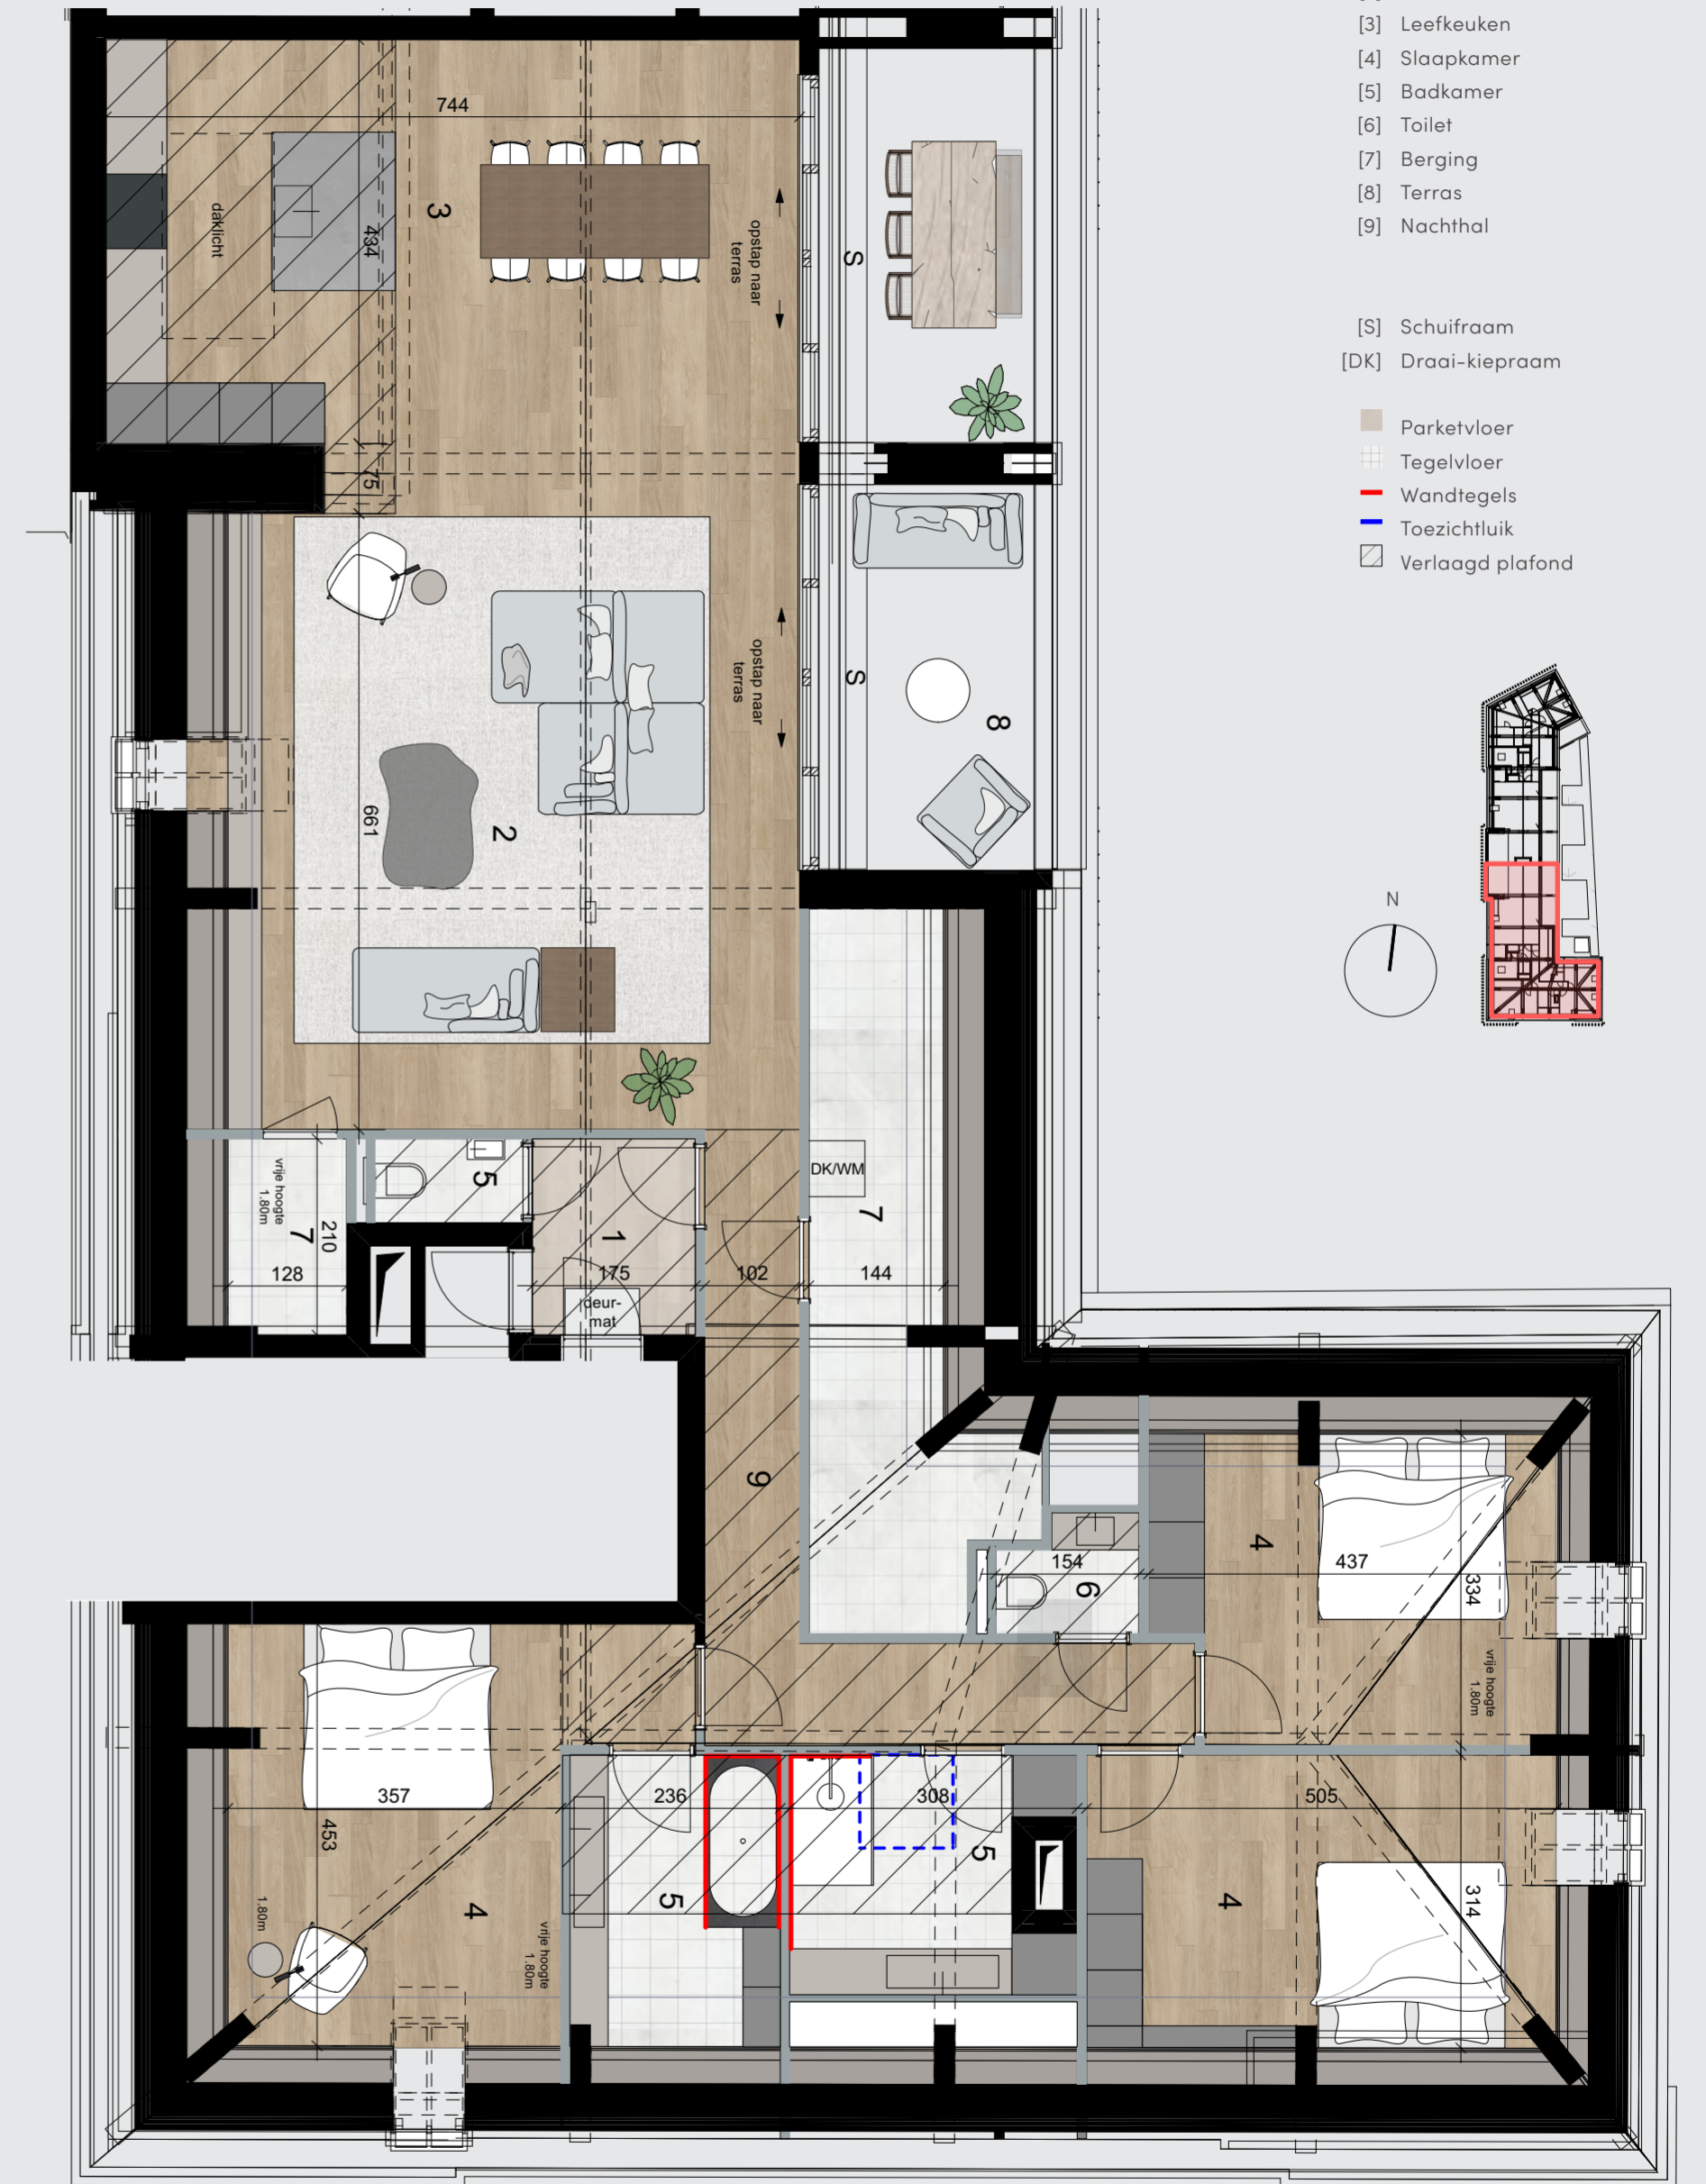 [3] Leefkeuken
[4] Slaapkamer
[5] Badkamer
[6] Toilet
[7] Berging
[8] Terras
[9] Nachthal
[S] Schuifraam
[DK] Draai-kiepraam
Parketvloer
Tegelvloer
Wandtegels
Toezichtluik
Verlaagd plafond
N
744
daklicht
434
3
opstap naar
terras
S
75
opstap naar
terras
S
8
661
2
vrije hoogte
1.80m
7
210
128
5
1
175
deur-
mat
102
DK/WM
7
144
9
154
6
4
437
334
vrije hoogte
1.80m
357
453
4
1.80m
vrije hoogte
1.80m
236
5
308
5
505
4
314